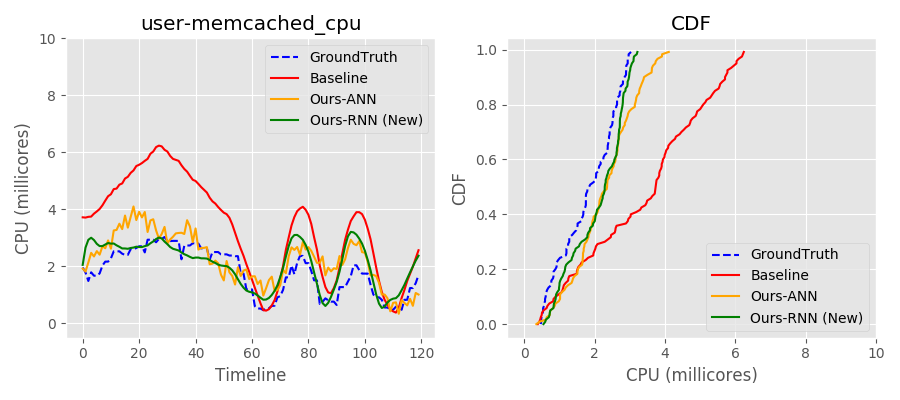 user-memcached_cpu
CPU (millicores)
10
8
6
4
2
0
GroundTruth
Baseline
Ours-ANN
Ours-RNN (New)
0 20 40 60 80 100 120
Timeline
CDF
CDF
1.0
0.8
0.6
0.4
0.2
0.0
GroundTruth
Baseline
Ours-ANN
Ours-RNN (New)
0 2 4 6 8 10
CPU (millicores)